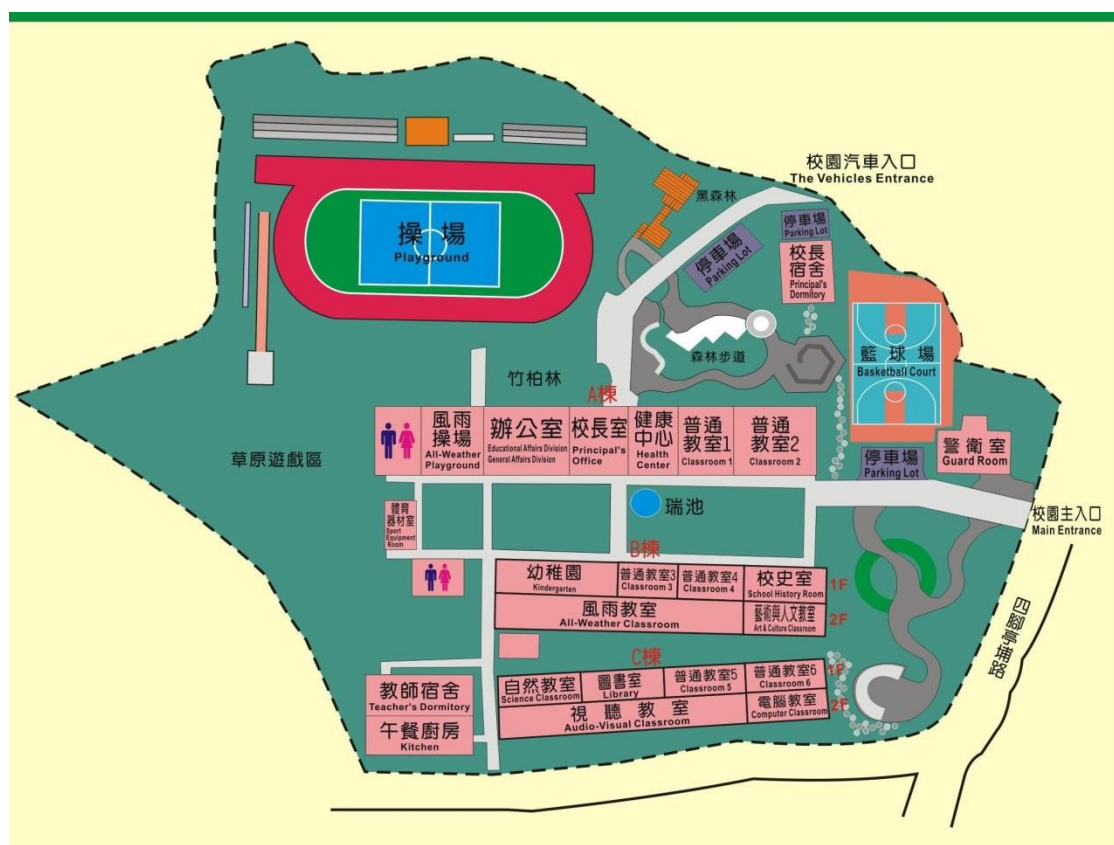 校園汽車入口
The Vehicles Entrance
黑森林
停車場
Parking Lot
停車場
Parking Lot
校長
宿舍
Principal's
Dormitory
操場
Playground
籃球場
Basketball Court
森林步道
竹柏林
A棟
風雨
操場
All-Weather
Playground
辦公室
Educational Affairs Division
General Affairs Division
校長室
Principal's
Office
健康
中心
Health
Center
普通
教室1
Classroom 1
普通
教室2
Classroom 2
停車場
Parking Lot
警衛室
Guard Room
草原遊戲區
體育
器材室
Sport
Equipment
Room
瑞池
校園主入口
Main Entrance
B棟
幼稚園
Kindergarten
普通教室3
Classroom 3
普通教室4
Classroom 4
校史室
School History Room
1F
風雨教室
All-Weather Classroom
藝術與人文教室
Art & Culture Classroom
2F
四腳亭埔路
C棟
自然教室
Science Classroom
圖書室
Library
普通教室5
Classroom 5
普通教室6
Classroom 6
1F
視聽教室
Audio-Visual Classroom
電腦教室
Computer Classroom
2F
教師宿舍
Teacher's Dormitory
午餐廚房
Kitchen